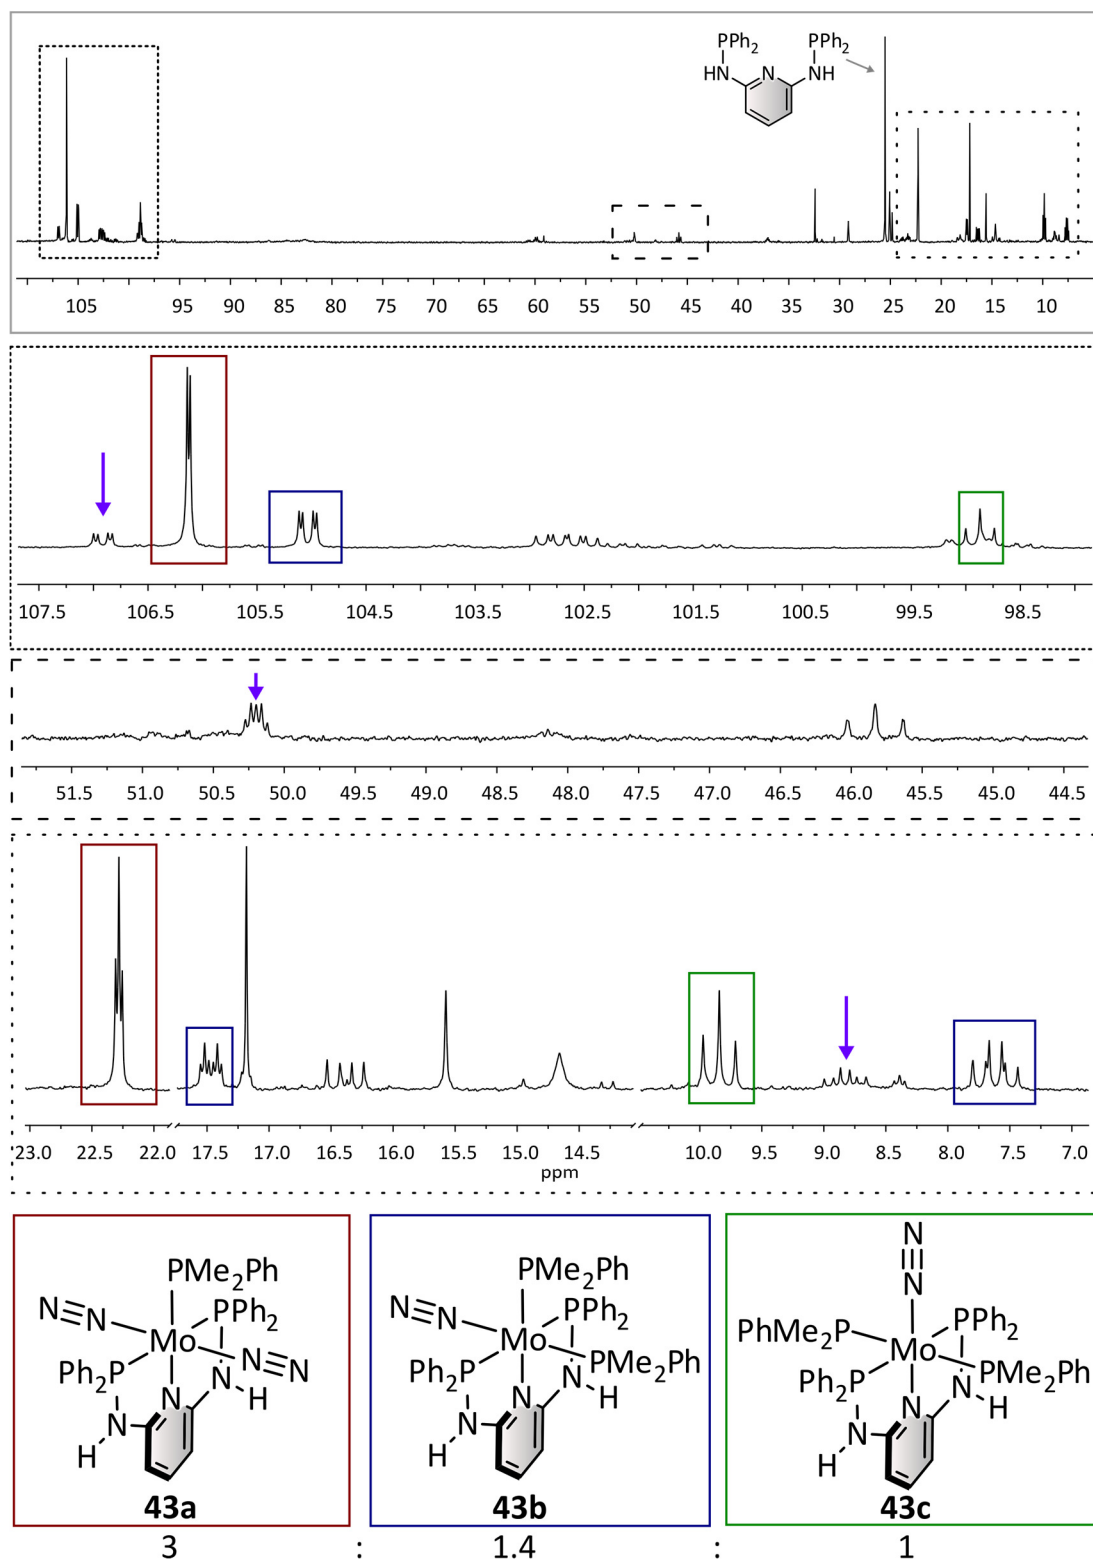 PPh2 PPh2
HN N NH
105 95 90 85 80 75 70 65 60 55 50 45 40 35 30 25 20 15 10
107.5 106.5 105.5 104.5 103.5 102.5 101.5 100.5 99.5 98.5
51.5 51.0 50.5 50.0 49.5 49.0 48.5 48.0 47.5 47.0 46.5 46.0 45.5 45.0 44.5
23.0 22.5 22.0 17.5 17.0 16.5 16.0 15.5 15.0 14.5 10.0 9.5 9.0 8.5 8.0 7.5 7.0
ppm
PMe2Ph
N≡N PPh2
Mo N≡N
Ph2P
N N H
N
H
43a
PMe2Ph
N≡N PPh2
Mo PMe2Ph
Ph2P
N N H
N
H
43b
N≡N
PhMe2P PPh2
Mo PMe2Ph
Ph2P
N N H
N
H
43c
3 : 1.4 : 1